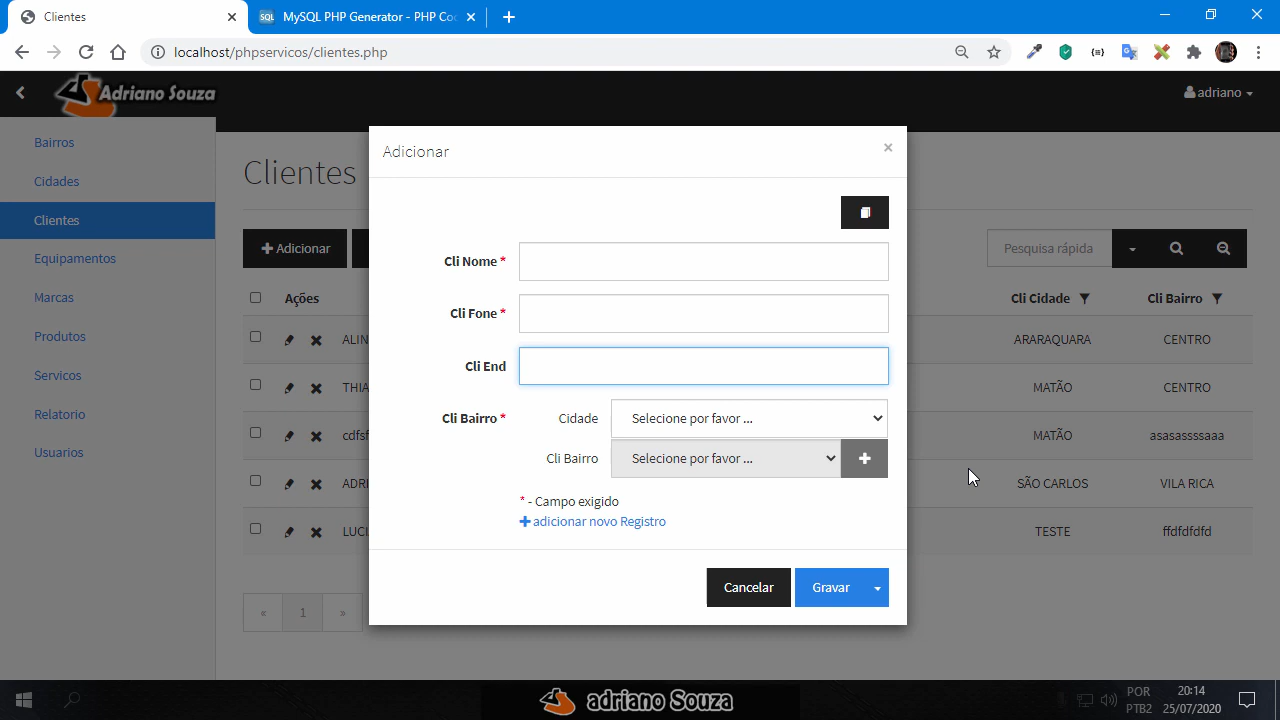 Clientes
MySQL PHP Generator - PHP Co
localhost/phpservicos/clientes.php
Adriano Souza
adriano
Bairros
Cidades
Clientes
Equipamentos
Marcas
Produtos
Servicos
Relatorio
Usuarios
Clientes
Adicionar
Pesquisa rápida
Ações
Cli Cidade
Cli Bairro
ALIN
ARARAQUARA
CENTRO
THIA
MATÃO
CENTRO
cdfsf
MATÃO
asasassssaaa
ADRI
SÃO CARLOS
VILA RICA
LUCI
TESTE
ffdfdfdfd
« 1 »
Adicionar
×
Cli Nome *
Cli Fone *
Cli End
Cli Bairro *
Cidade
Selecione por favor ...
Cli Bairro
Selecione por favor ...
* - Campo exigido
adicionar novo Registro
Cancelar
Gravar
adriano Souza
POR
PTB2
20:14
25/07/2020